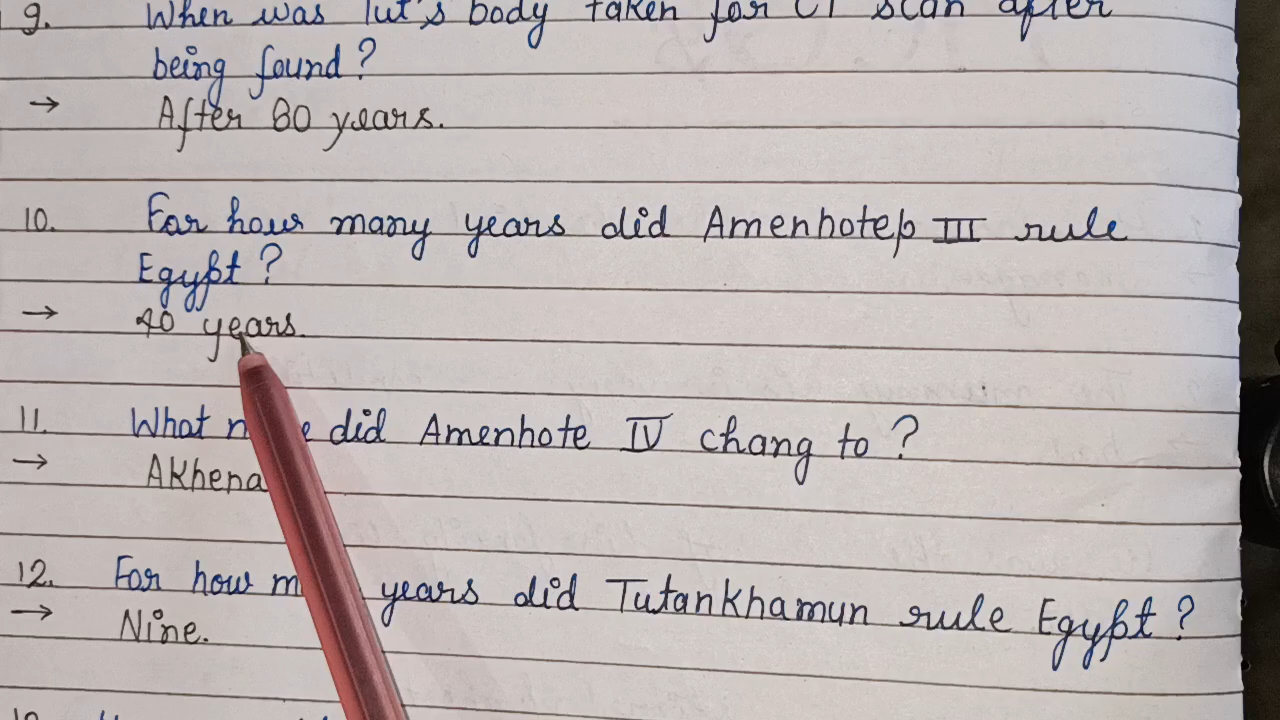 9. When was Tut's body taken for CT scan after
being found?
→ After 80 years.
10. For how many years did Amenhotep III rule
Egypt?
→ 40 years.
11. What did Amenhote IV chang to?
→ Akhena
12. For how years did Tutankhamun rule Egypt?
→ Nine.